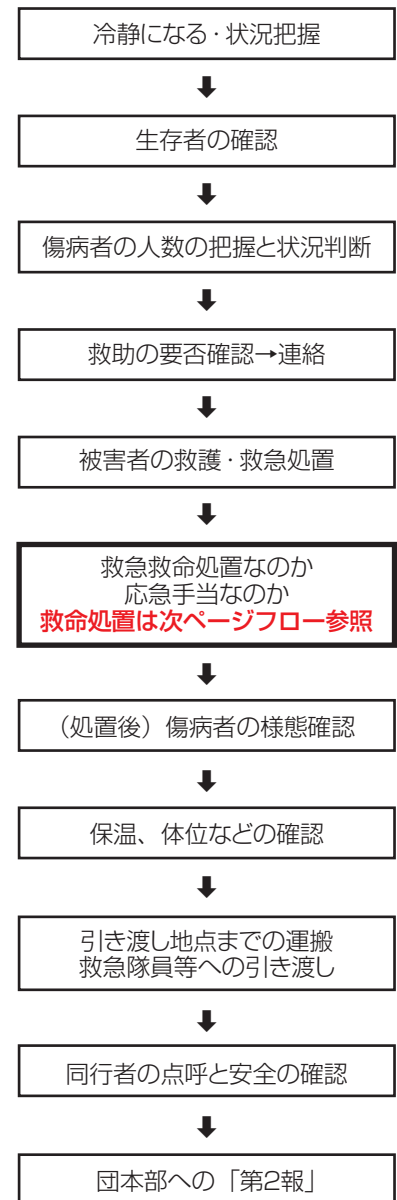 冷静になる・状況把握
⬇
生存者の確認
⬇
傷病者の人数の把握と状況判断
⬇
救助の要否確認→連絡
⬇
被害者の救護・救急処置
⬇
救急救命処置なのか
応急手当なのか
救命処置は次ページフロー参照
⬇
（処置後）傷病者の様態確認
⬇
保温、体位などの確認
⬇
引き渡し地点までの運搬
救急隊員等への引き渡し
⬇
同行者の点呼と安全の確認
⬇
団本部への「第2報」